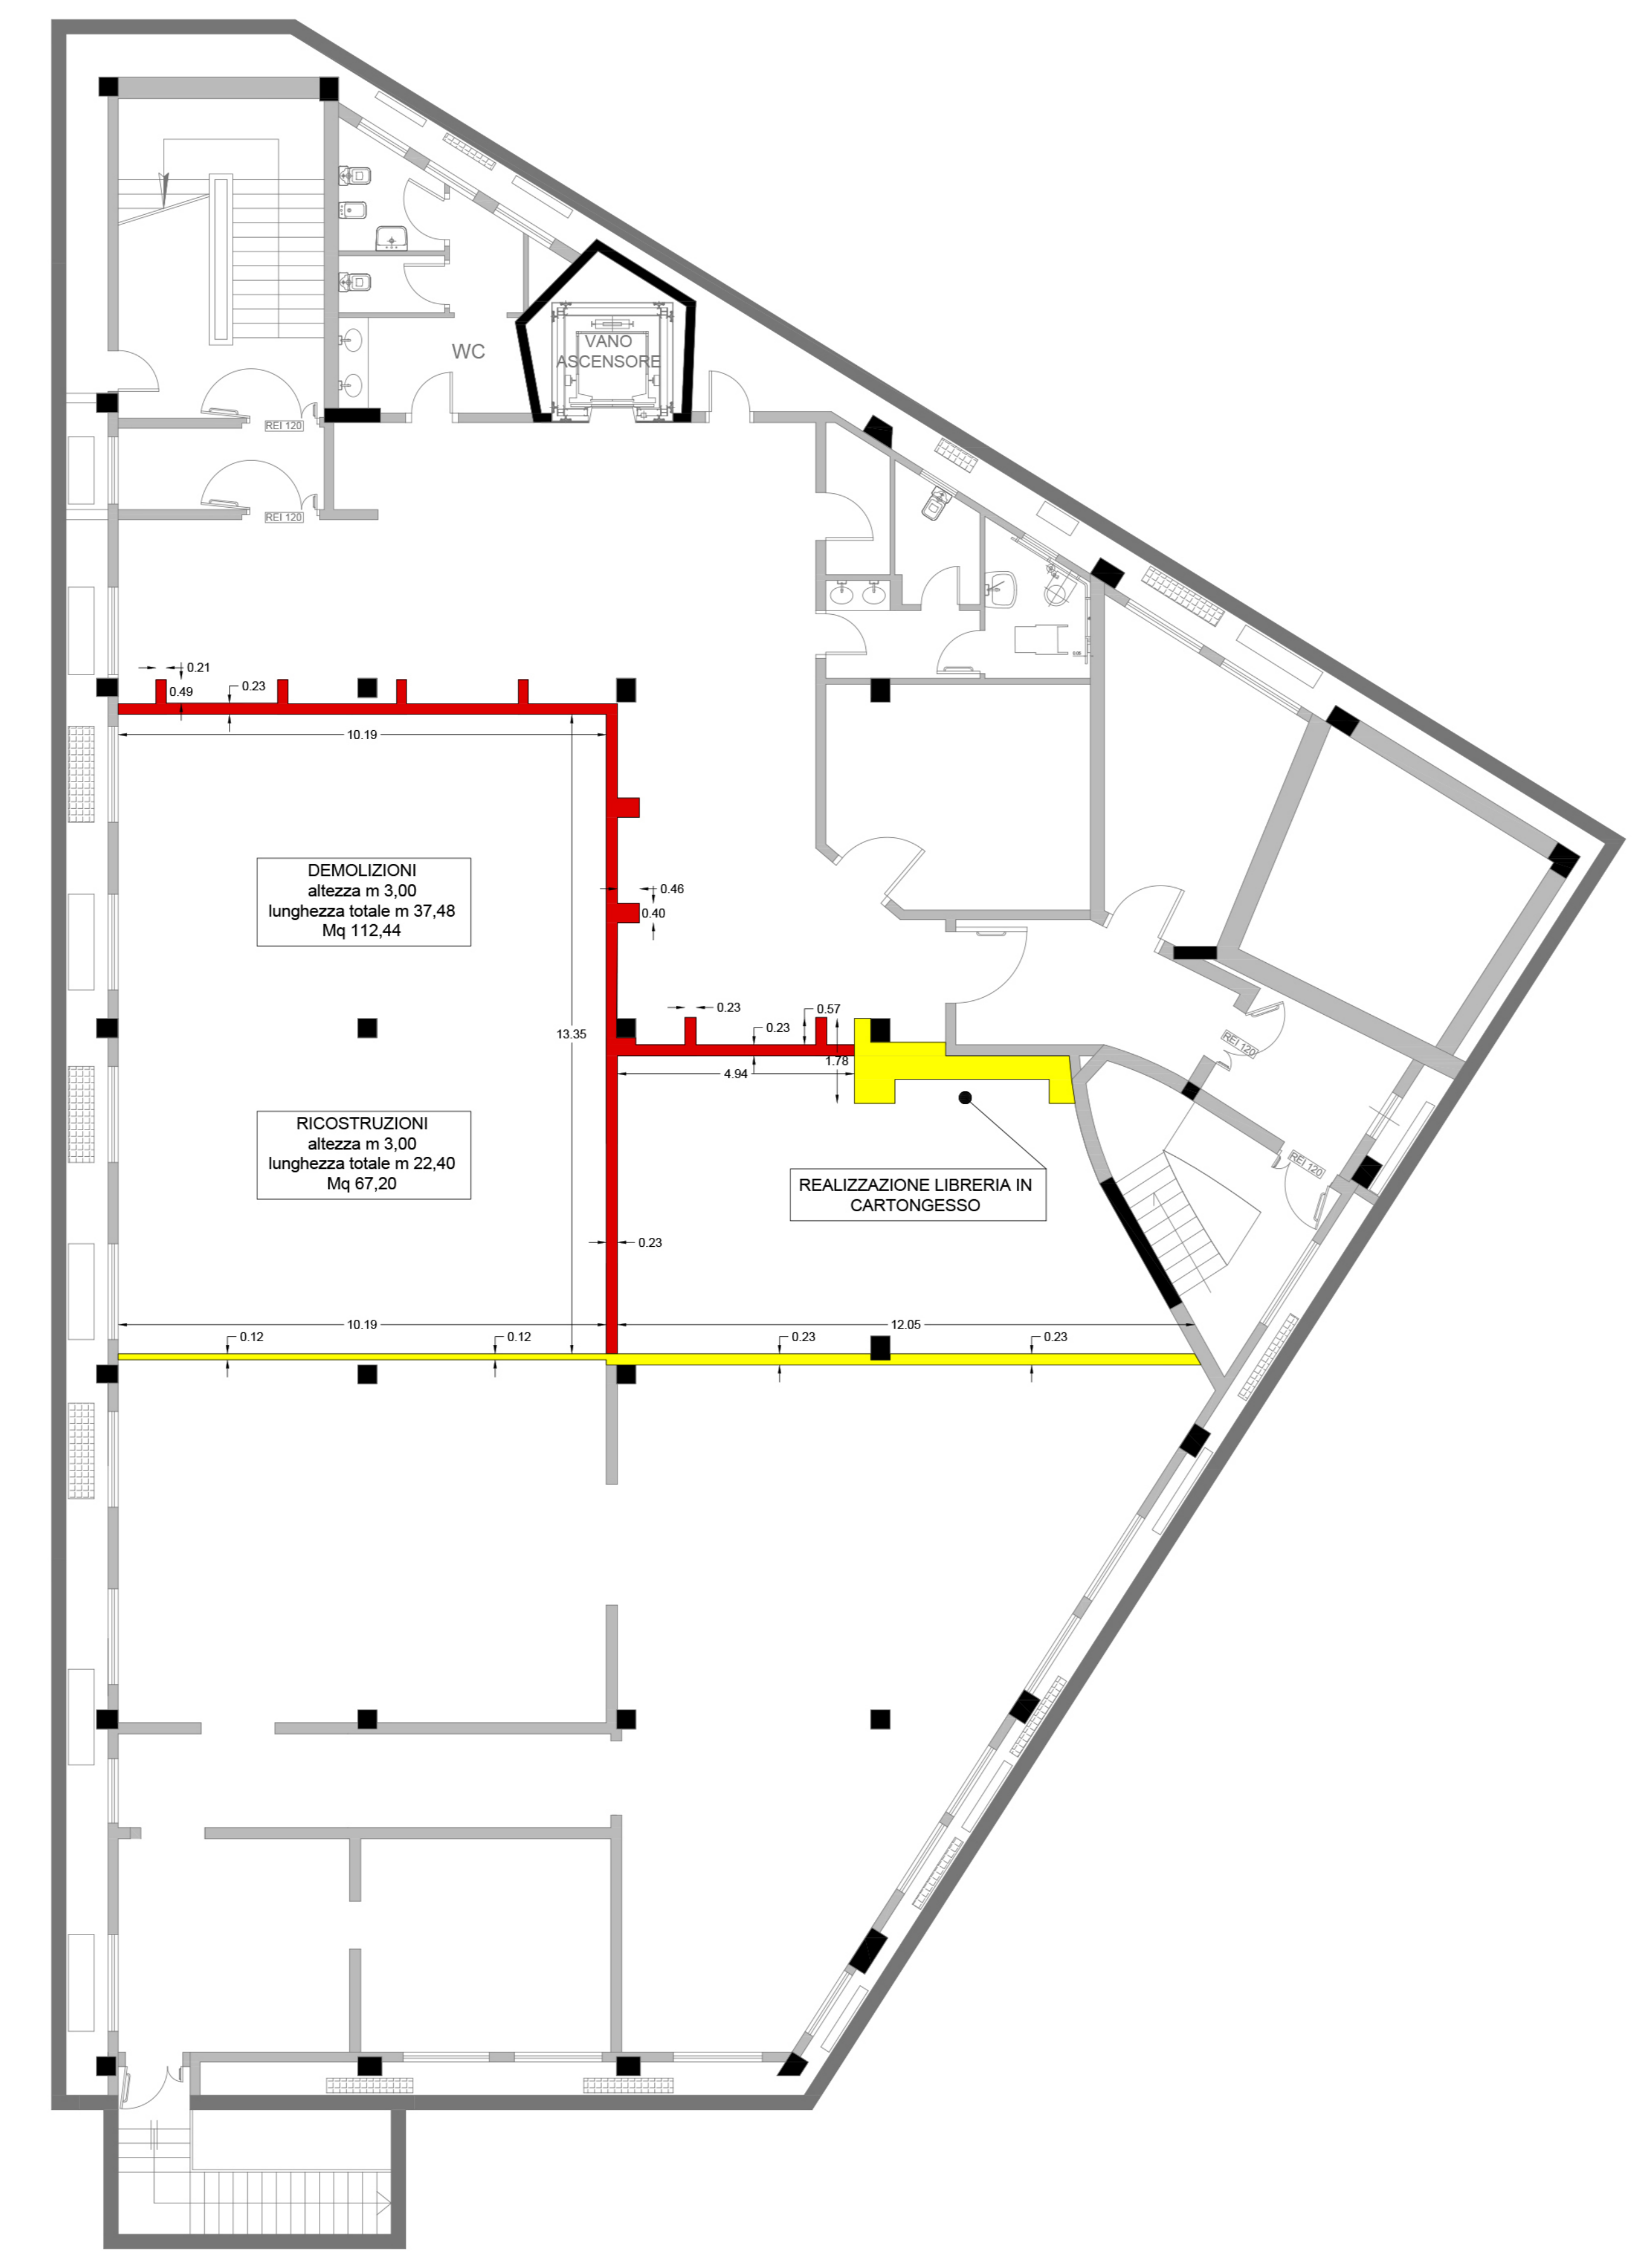 VANO
ASCENSORE
WC
REI 120
REI 120
0.21
0.49
0.23
10.19
DEMOLIZIONI
altezza m 3,00
lunghezza totale m 37,48
Mq 112,44
0.46
0.40
0.23
0.57
0.23
13.35
1.78
4.94
REI 120
RICOSTRUZIONI
altezza m 3,00
lunghezza totale m 22,40
Mq 67,20
REI 120
REALIZZAZIONE LIBRERIA IN
CARTONGESSO
0.23
10.19
12.05
0.12
0.12
0.23
0.23